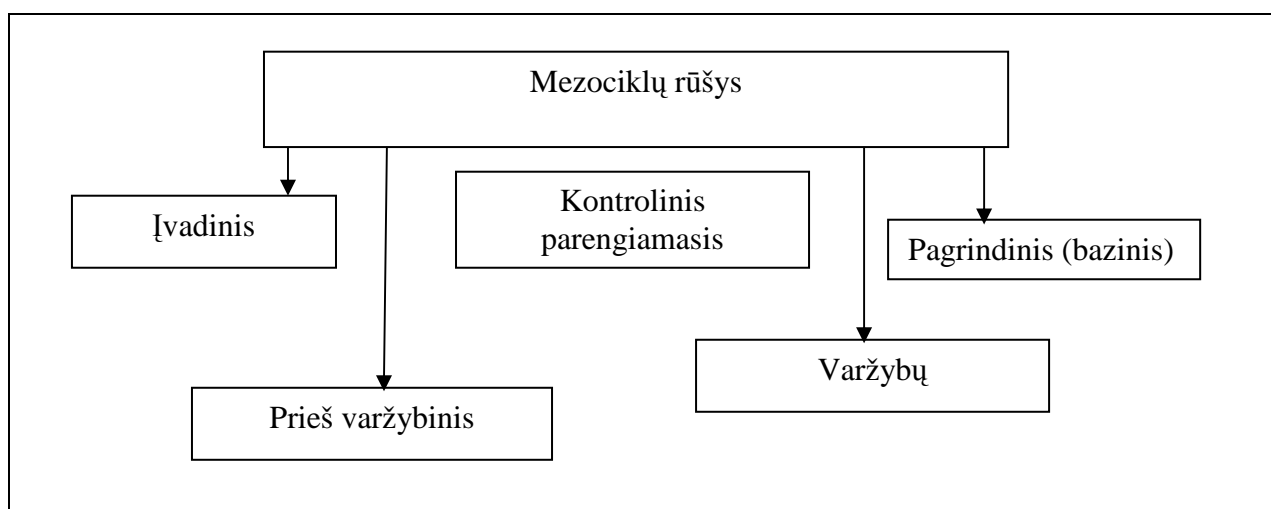 Mezociklų rūšys
Įvadinis
Kontrolinis
parengiamasis
Pagrindinis (bazinis)
Varžybų
Prieš varžybinis